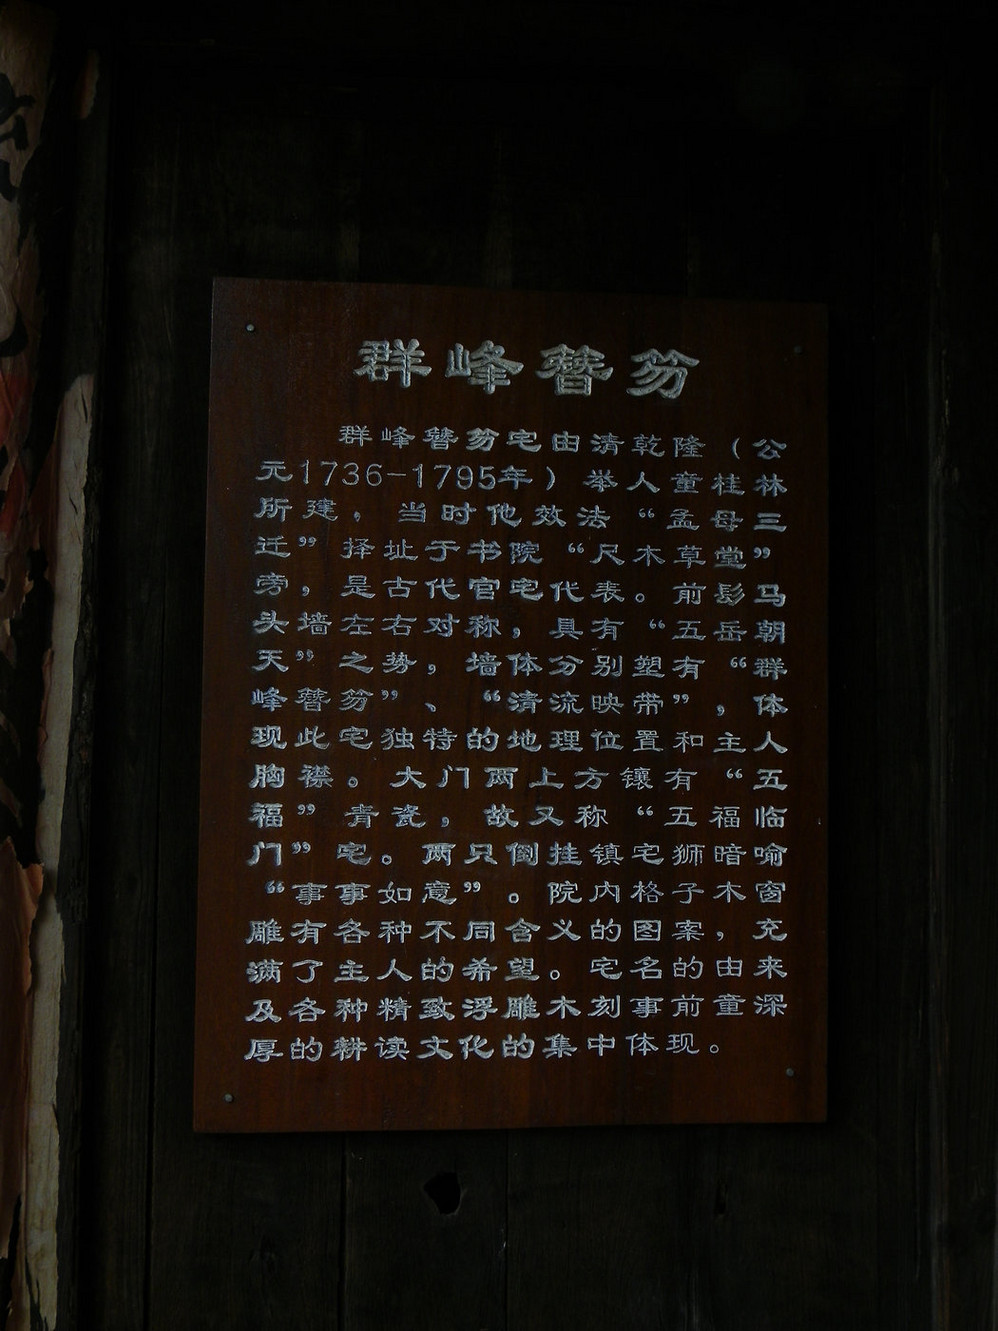 群峰簪笏
群峰簪笏宅由清乾隆（公
元1736-1795年）举人童桂林
所建，当时他效法“孟母三
迁”择址于书院“尺木草堂”
旁，是古代官宅代表。前髟马
头墙左右对称，具有“五岳朝
天”之势，墙体分别塑有“群
峰簪笏”、“清流映带”，体
现此宅独特的地理位置和主人
胸襟。大门两上方镶有“五
福”青瓷，故又称“五福临
门”宅。两只倒挂镇宅狮暗喻
“事事如意”。院内格子木窗
雕有各种不同含义的图案，充
满了主人的希望。宅名的由来
及各种精致浮雕木刻事前童深
厚的耕读文化的集中体现。